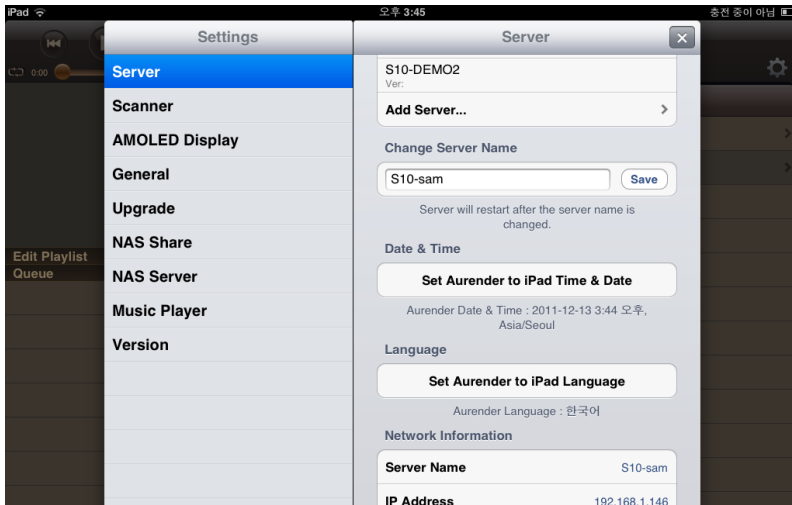 iPad 오후 3:45 충전 중이 아님
Settings
Server
0:00
Server
Scanner
AMOLED Display
General
Upgrade
NAS Share
NAS Server
Music Player
Version
Edit Playlist
Queue
S10-DEMO2
Ver:
Add Server...
Change Server Name
S10-sam Save
Server will restart after the server name is
changed.
Date & Time
Set Aurender to iPad Time & Date
Aurender Date & Time : 2011-12-13 3:44 오후,
Asia/Seoul
Language
Set Aurender to iPad Language
Aurender Language : 한국어
Network Information
Server Name S10-sam
IP Address 192.168.1.146